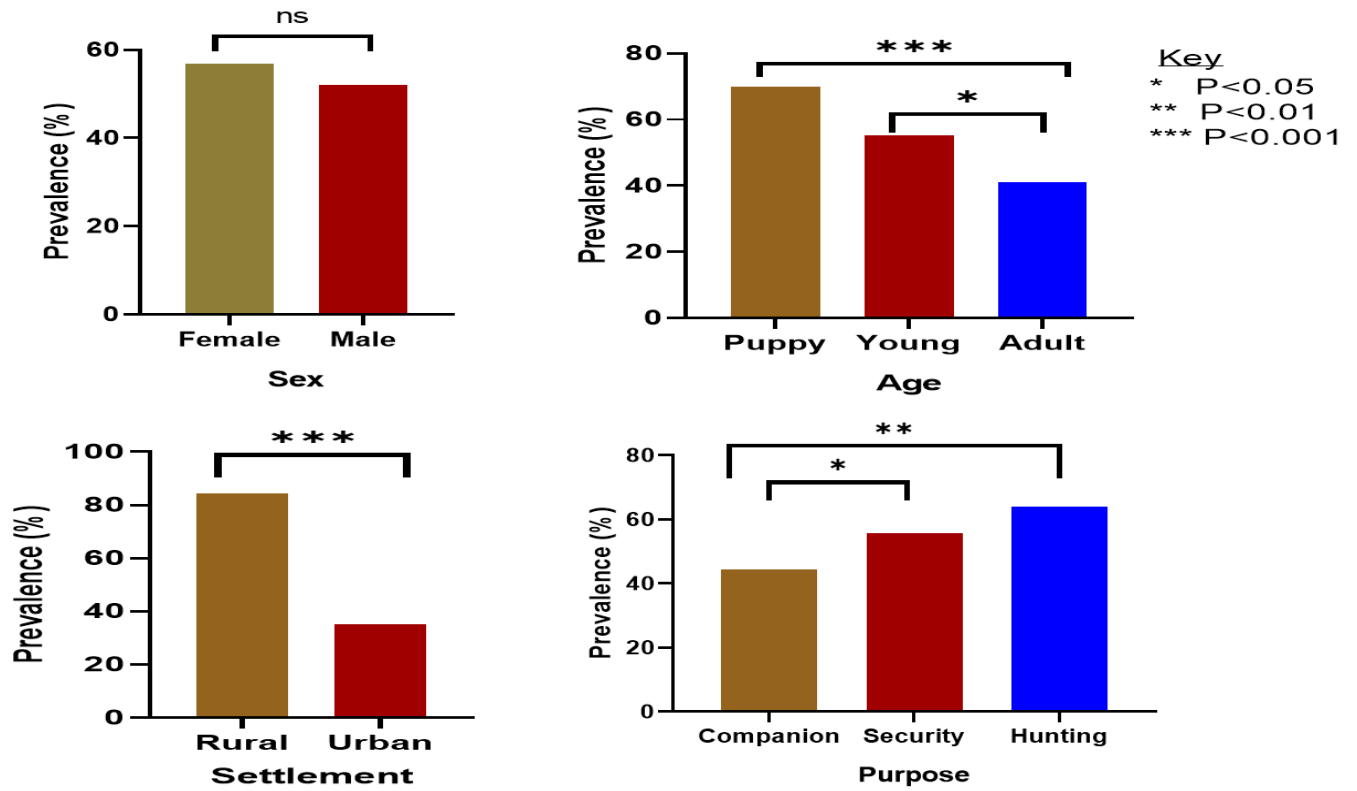 ns
Prevalence (%)
60
40
20
0
Female Male
Sex
***
*
Prevalence (%)
80
60
40
20
0
Puppy Young Adult
Age
Key
* P<0.05
** P<0.01
*** P<0.001
***
Prevalence (%)
100
80
60
40
20
0
Rural Urban
Settlement
**
*
Prevalence (%)
80
60
40
20
0
Companion Security Hunting
Purpose